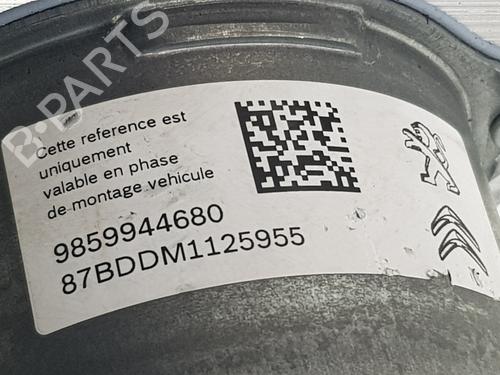 B-PARTS
Cette reference est
uniquement
valable en phase
de montage vehicule
9859944680
87BDDM1125955